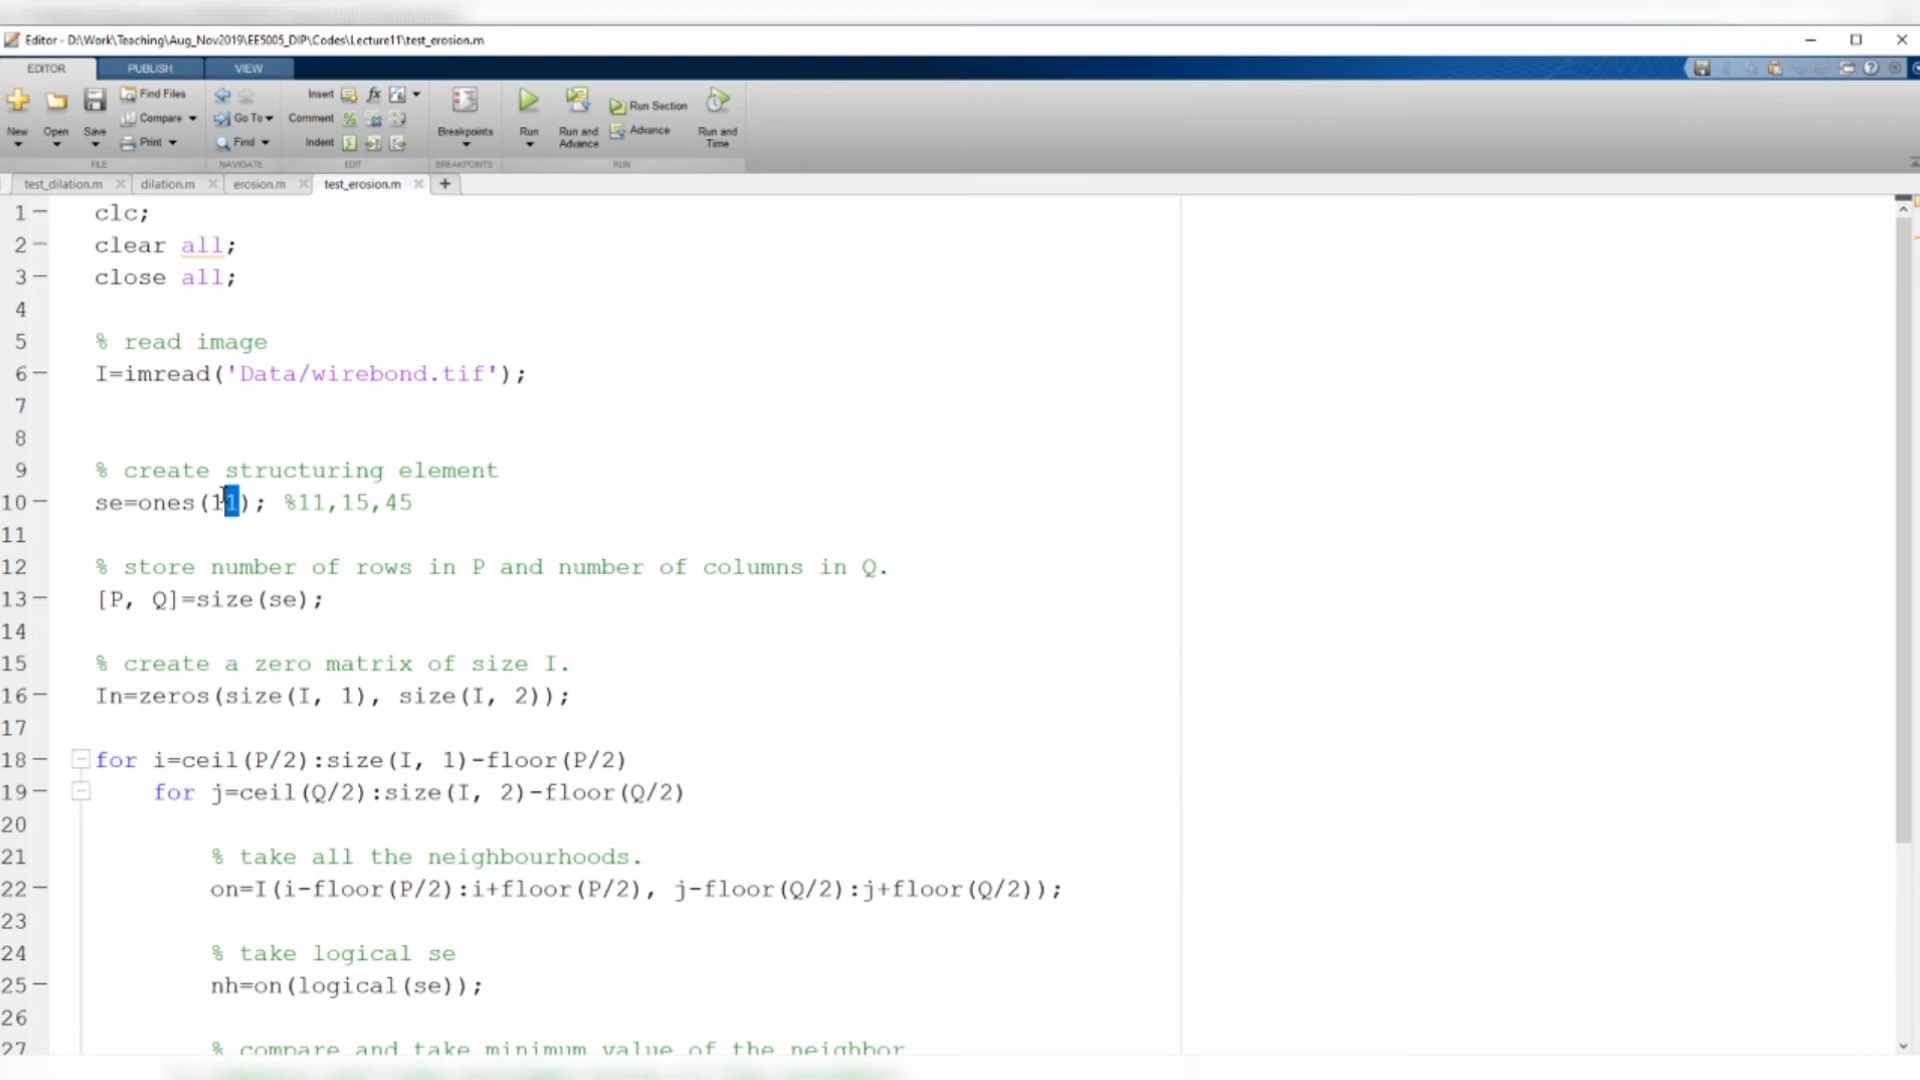 Editor - D:\Work\Teaching\Aug_Nov2019\EE5005_DIP\Codes\Lecture11\test_erosion.m
EDITOR PUBLISH VIEW
New Open Save Find Files Compare Print Go To Find Insert Comment Indent Breakpoints Run Run and Advance Run Section Advance Run and Time
FILE NAVIGATE EDIT BREAKPOINTS RUN
test_dilation.m dilation.m erosion.m test_erosion.m
1 clc;
2 clear all;
3 close all;
4
5 % read image
6 I=imread('Data/wirebond.tif');
7
8
9 % create structuring element
10 se=ones(11); %11,15,45
11
12 % store number of rows in P and number of columns in Q.
13 [P, Q]=size(se);
14
15 % create a zero matrix of size I.
16 In=zeros(size(I, 1), size(I, 2));
17
18 for i=ceil(P/2):size(I, 1)-floor(P/2)
19 for j=ceil(Q/2):size(I, 2)-floor(Q/2)
20
21 % take all the neighbourhoods.
22 on=I(i-floor(P/2):i+floor(P/2), j-floor(Q/2):j+floor(Q/2));
23
24 % take logical se
25 nh=on(logical(se));
26
27 % compare and take minimum value of the neighbor